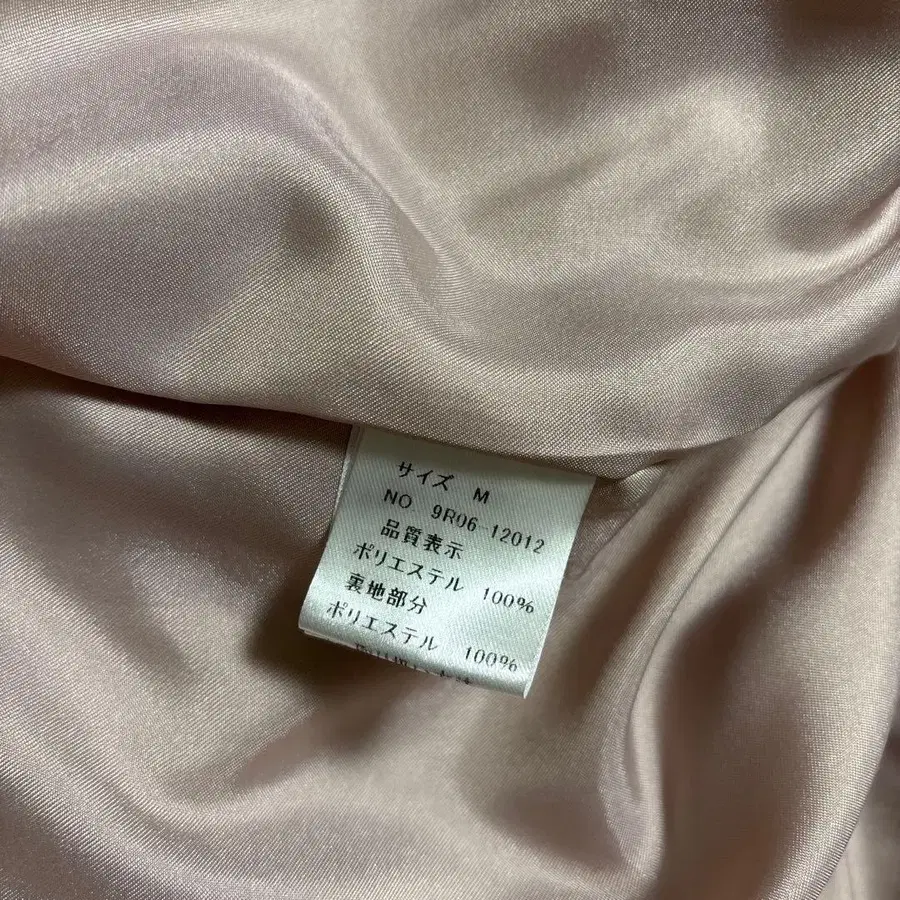 サイズ M
NO 9R06-12012
品質表示
ポリエステル 100%
裏地部分
ポリエステル 100%